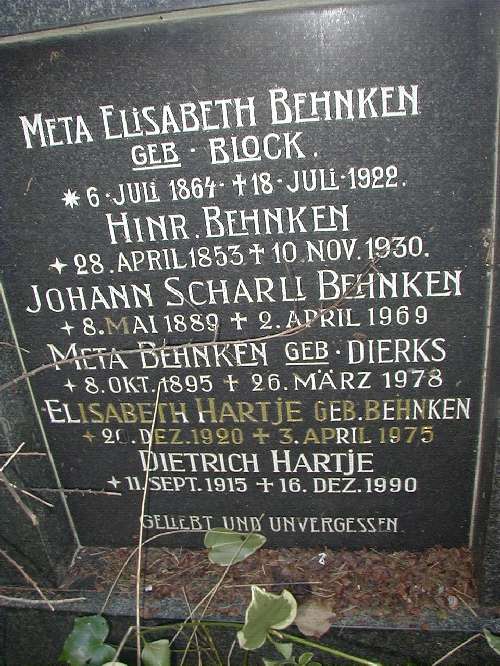 META ELISABETH BEHNKEN
GEB · BLOCK.
* 6 · JULI 1864 · † 18 · JULI · 1922.
HINR. BEHNKEN
* 28. APRIL 1853 † 10 NOV. 1930.
JOHANN SCHARLI BEHNKEN
* 8. MAI 1889 † 2. APRIL 1969
META BEHNKEN GEB · DIERKS
* 8. OKT. 1895 † 26. MÄRZ 1978
ELISABETH HARTJE GEB. BEHNKEN
* 20. DEZ. 1920 † 3. APRIL 1975
DIETRICH HARTJE
* 11. SEPT. 1915 † 16. DEZ. 1990
GELIEBT UND UNVERGESSEN.